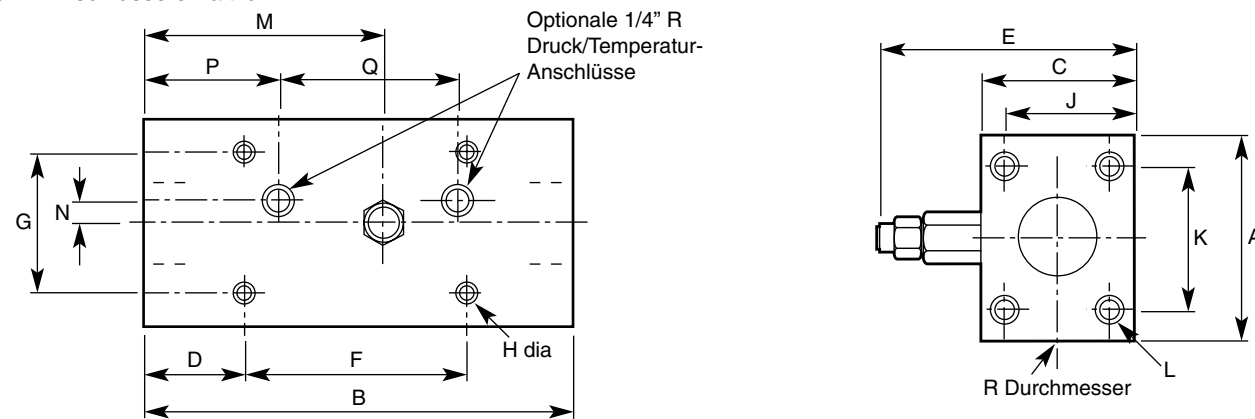 M
P
Q
Optionale 1/4” R
Druck/Temperatur-
Anschlüsse
G
N
D
F
B
H dia
E
C
J
K
A
L
R Durchmesser